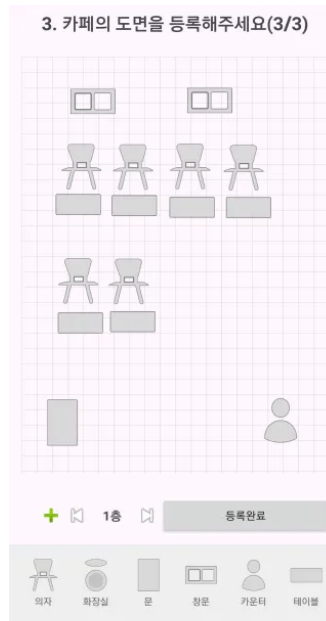 3. 카페의 도면을 등록해주세요(3/3)
1층
등록완료
의자 화장실 문 창문 카운터 테이블